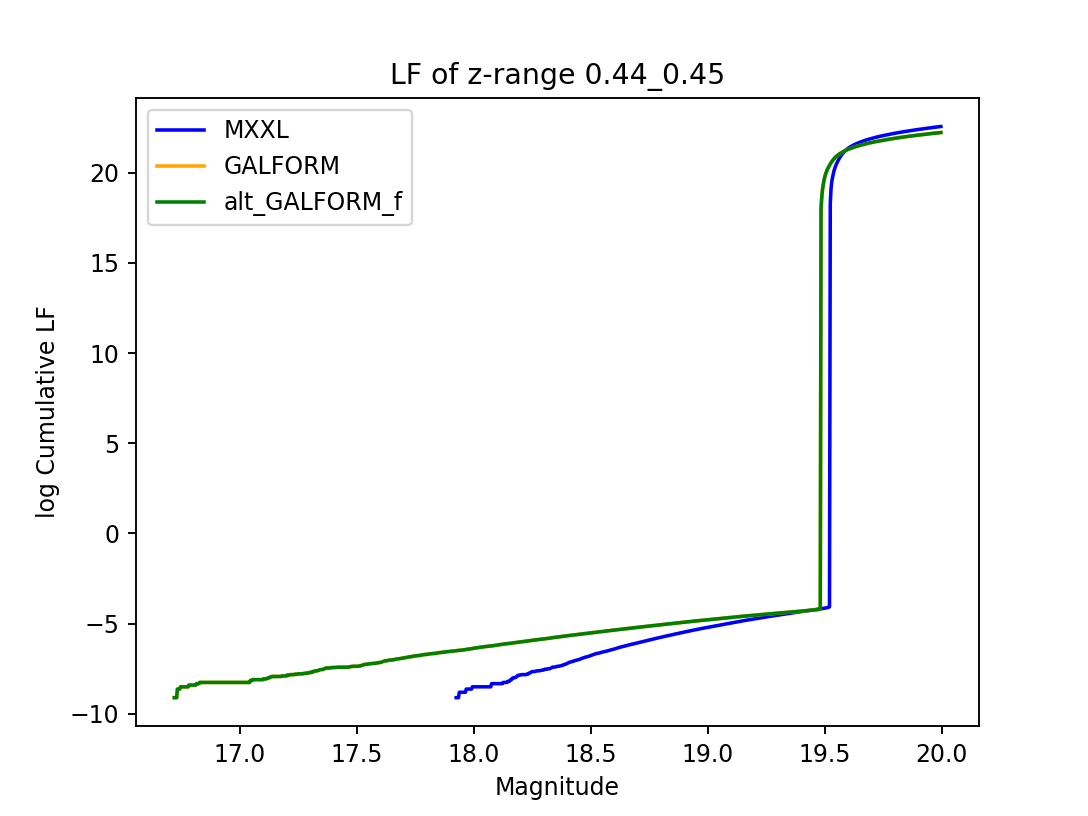 LF of z-range 0.44_0.45
MXXL
GALFORM
alt_GALFORM_f
20
15
10
5
0
−5
−10
log Cumulative LF
17.0 17.5 18.0 18.5 19.0 19.5 20.0
Magnitude